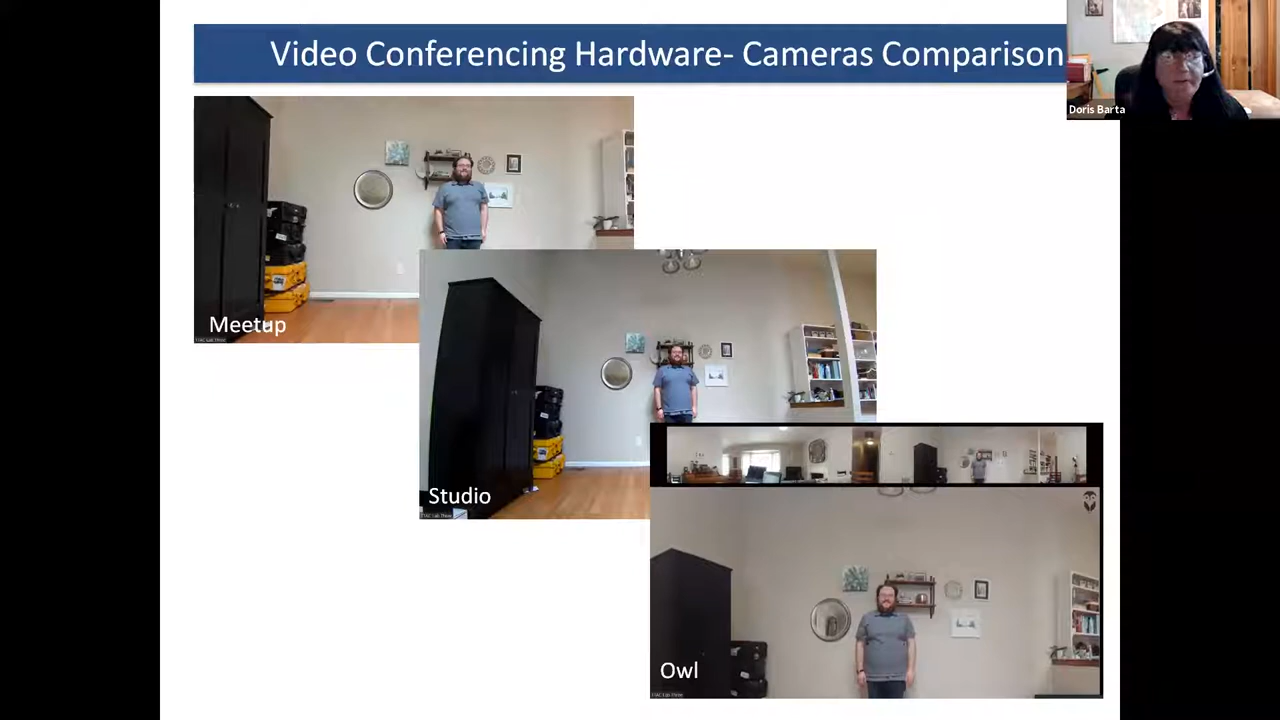 Video Conferencing Hardware- Cameras Comparison
Doris Barta
Meetup
Studio
Owl